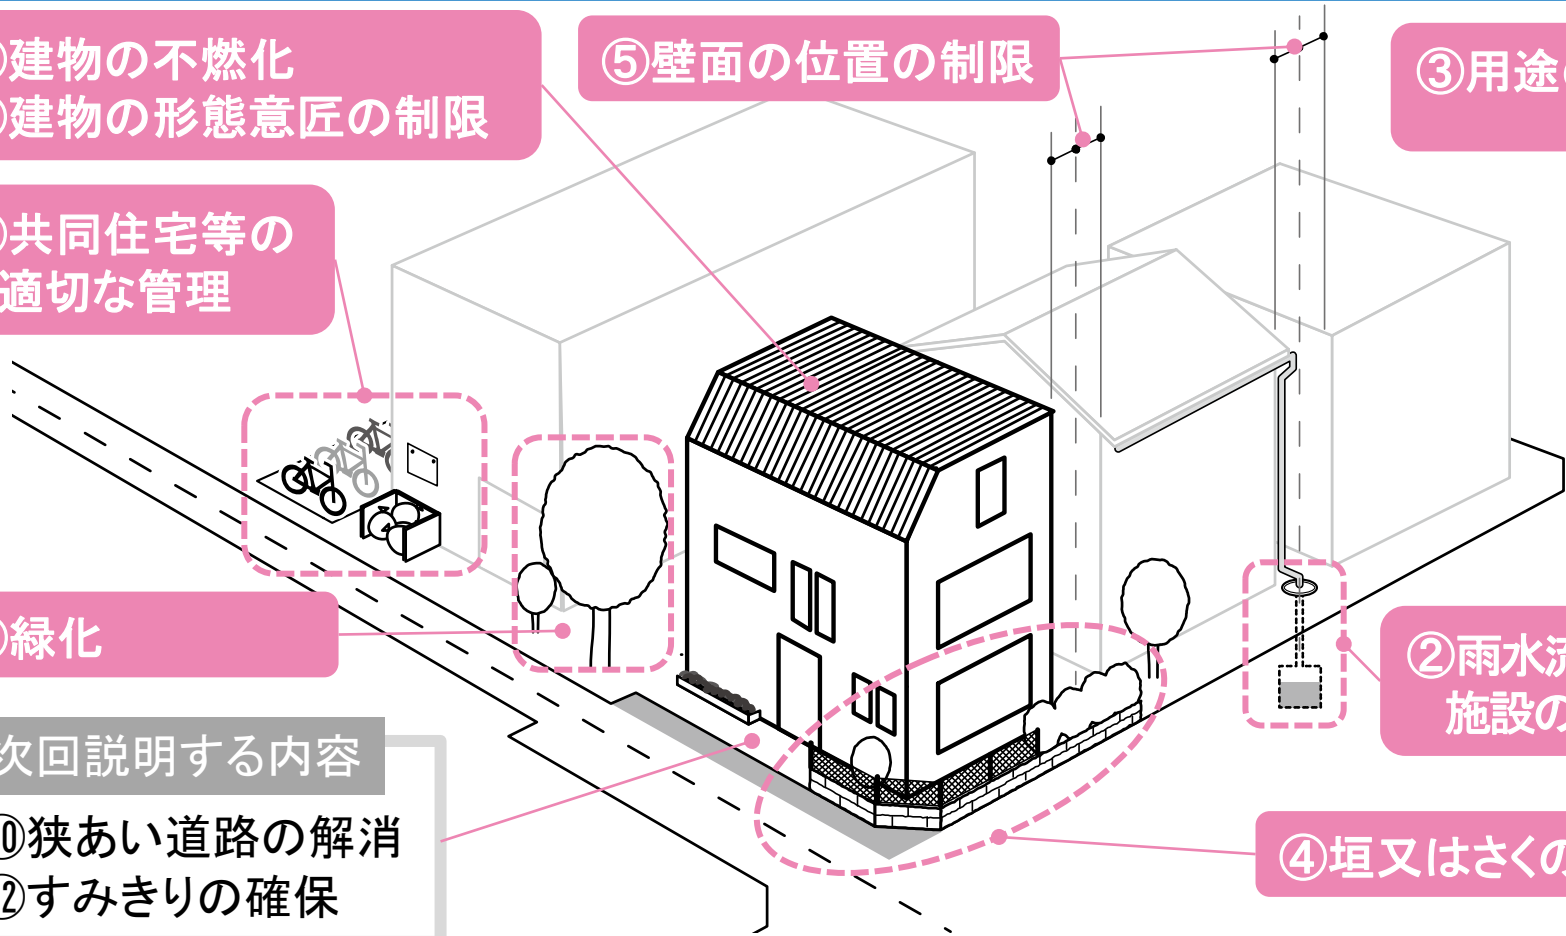 建物の不燃化
建物の形態意匠の制限
⑤壁面の位置の制限
③用途
共同住宅等の
適切な管理
緑化
②雨水
施設の
次回説明する内容
狭あい道路の解消
すみきりの確保
④垣又はさくの